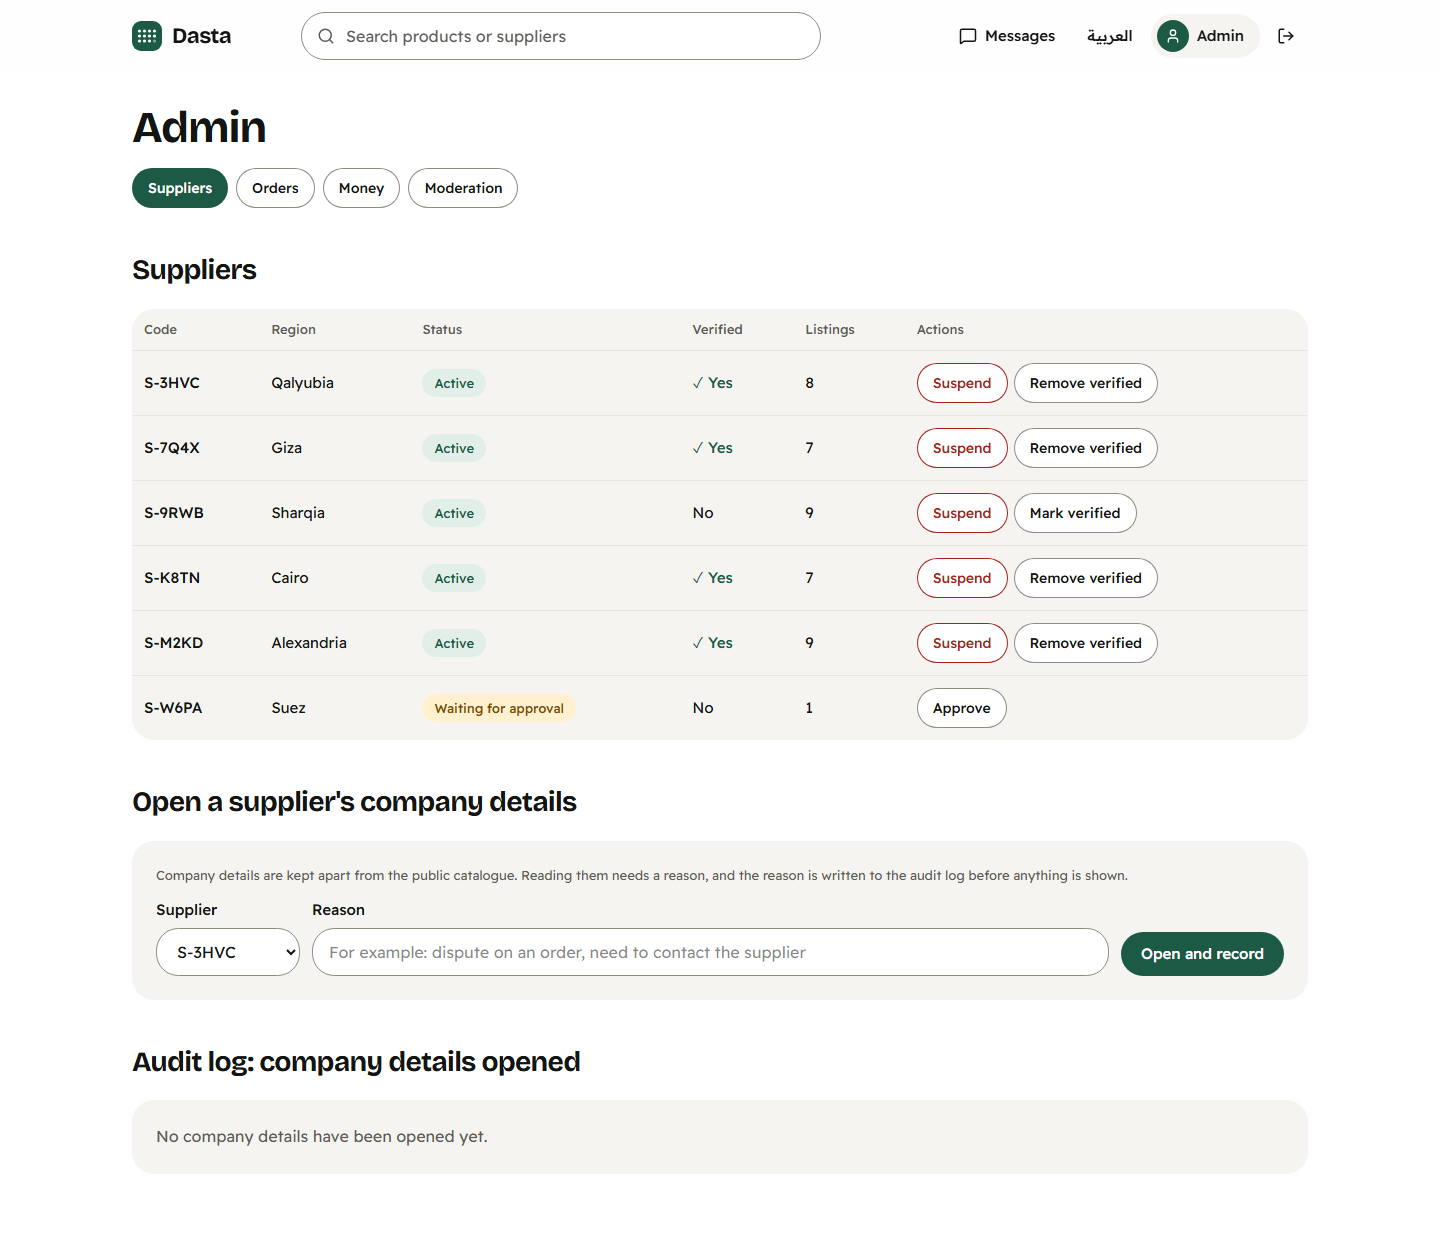 Dasta
Search products or suppliers
Messages
العربية
Admin
Admin
Suppliers Orders Money Moderation
Suppliers
Code Region Status Verified Listings Actions
S-3HVC Qalyubia Active ✓ Yes 8 Suspend Remove verified
S-7Q4X Giza Active ✓ Yes 7 Suspend Remove verified
S-9RWB Sharqia Active No 9 Suspend Mark verified
S-K8TN Cairo Active ✓ Yes 7 Suspend Remove verified
S-M2KD Alexandria Active ✓ Yes 9 Suspend Remove verified
S-W6PA Suez Waiting for approval No 1 Approve
Open a supplier's company details
Company details are kept apart from the public catalogue. Reading them needs a reason, and the reason is written to the audit log before anything is shown.
Supplier Reason
S-3HVC For example: dispute on an order, need to contact the supplier Open and record
Audit log: company details opened
No company details have been opened yet.